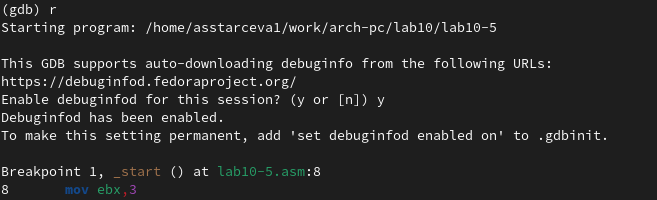 (gdb) r
Starting program: /home/asstarceva1/work/arch-pc/lab10/lab10-5
This GDB supports auto-downloading debuginfo from the following URLs:
https://debuginfod.fedoraproject.org/
Enable debuginfod for this session? (y or [n]) y
Debuginfod has been enabled.
To make this setting permanent, add 'set debuginfod enabled on' to .gdbinit.
Breakpoint 1, _start () at lab10-5.asm:8
8       mov ebx,3